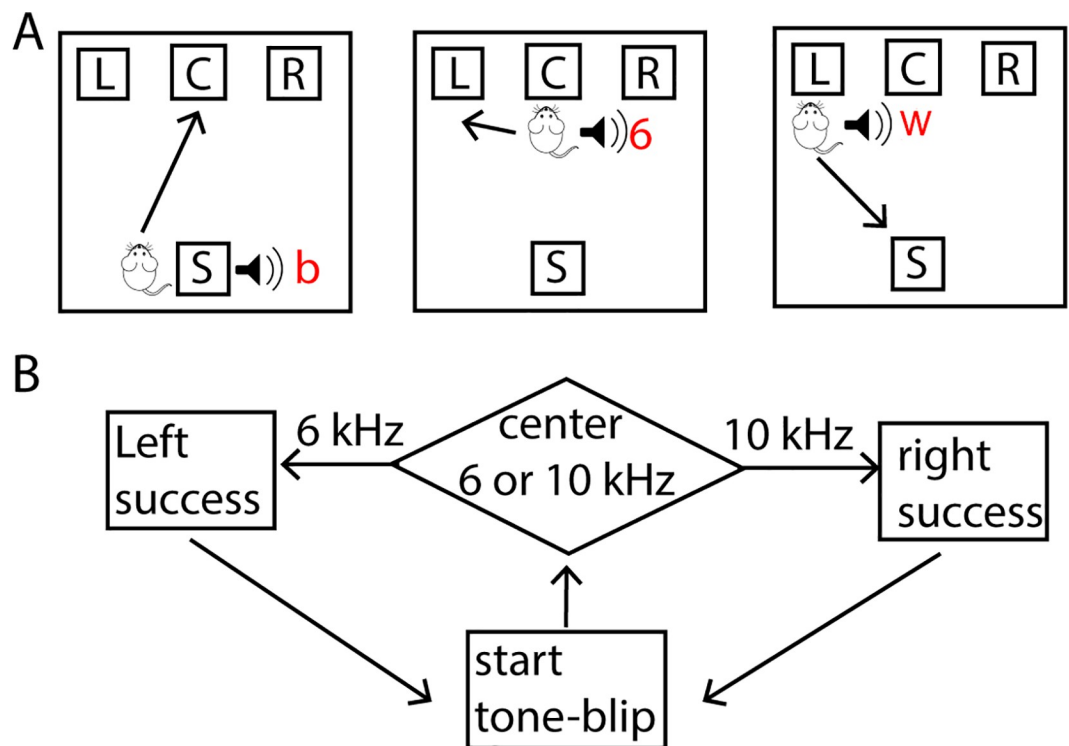 A
L C R
S b
L C R
6
S
L C R
W
S
B
Left
success
6 kHz
center
6 or 10 kHz
10 kHz
right
success
start
tone-blip